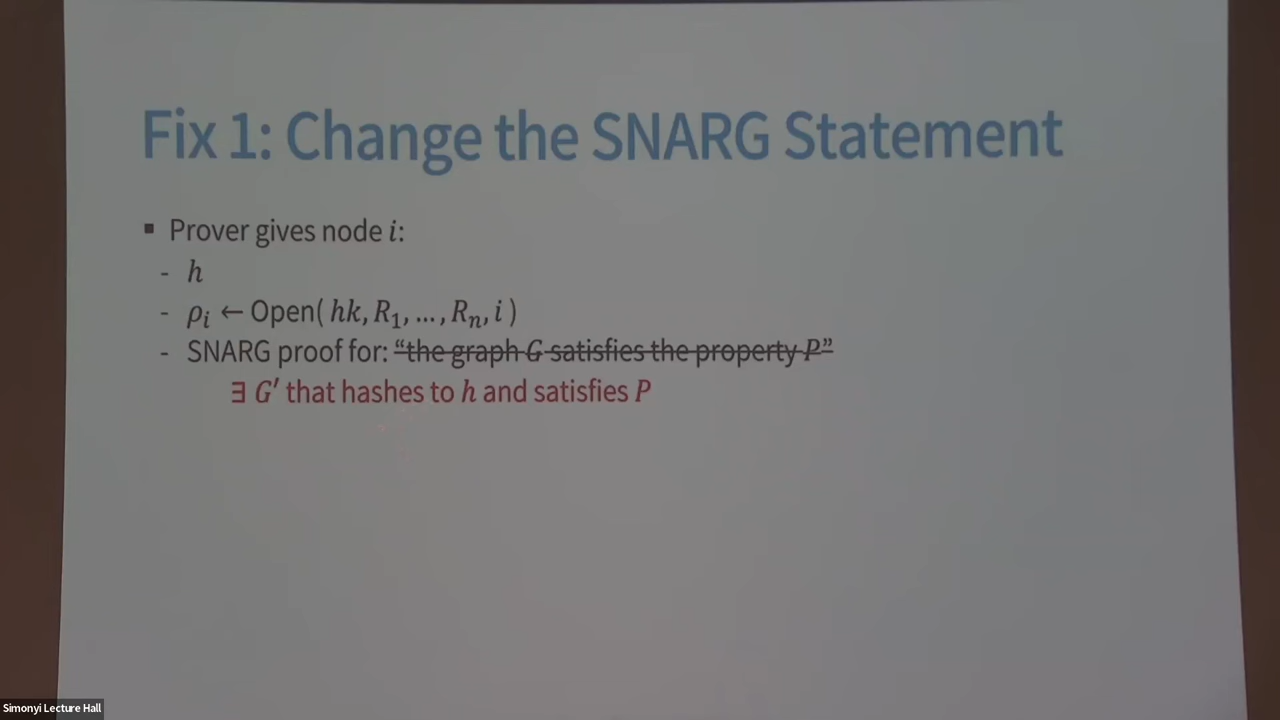 Fix 1: Change the SNARG Statement
▪ Prover gives node i:
- h
- ρᵢ ← Open( hk, R₁, … , Rₙ, i )
- SNARG proof for: “the graph G satisfies the property P”
∃ G′ that hashes to h and satisfies P
Simonyi Lecture Hall